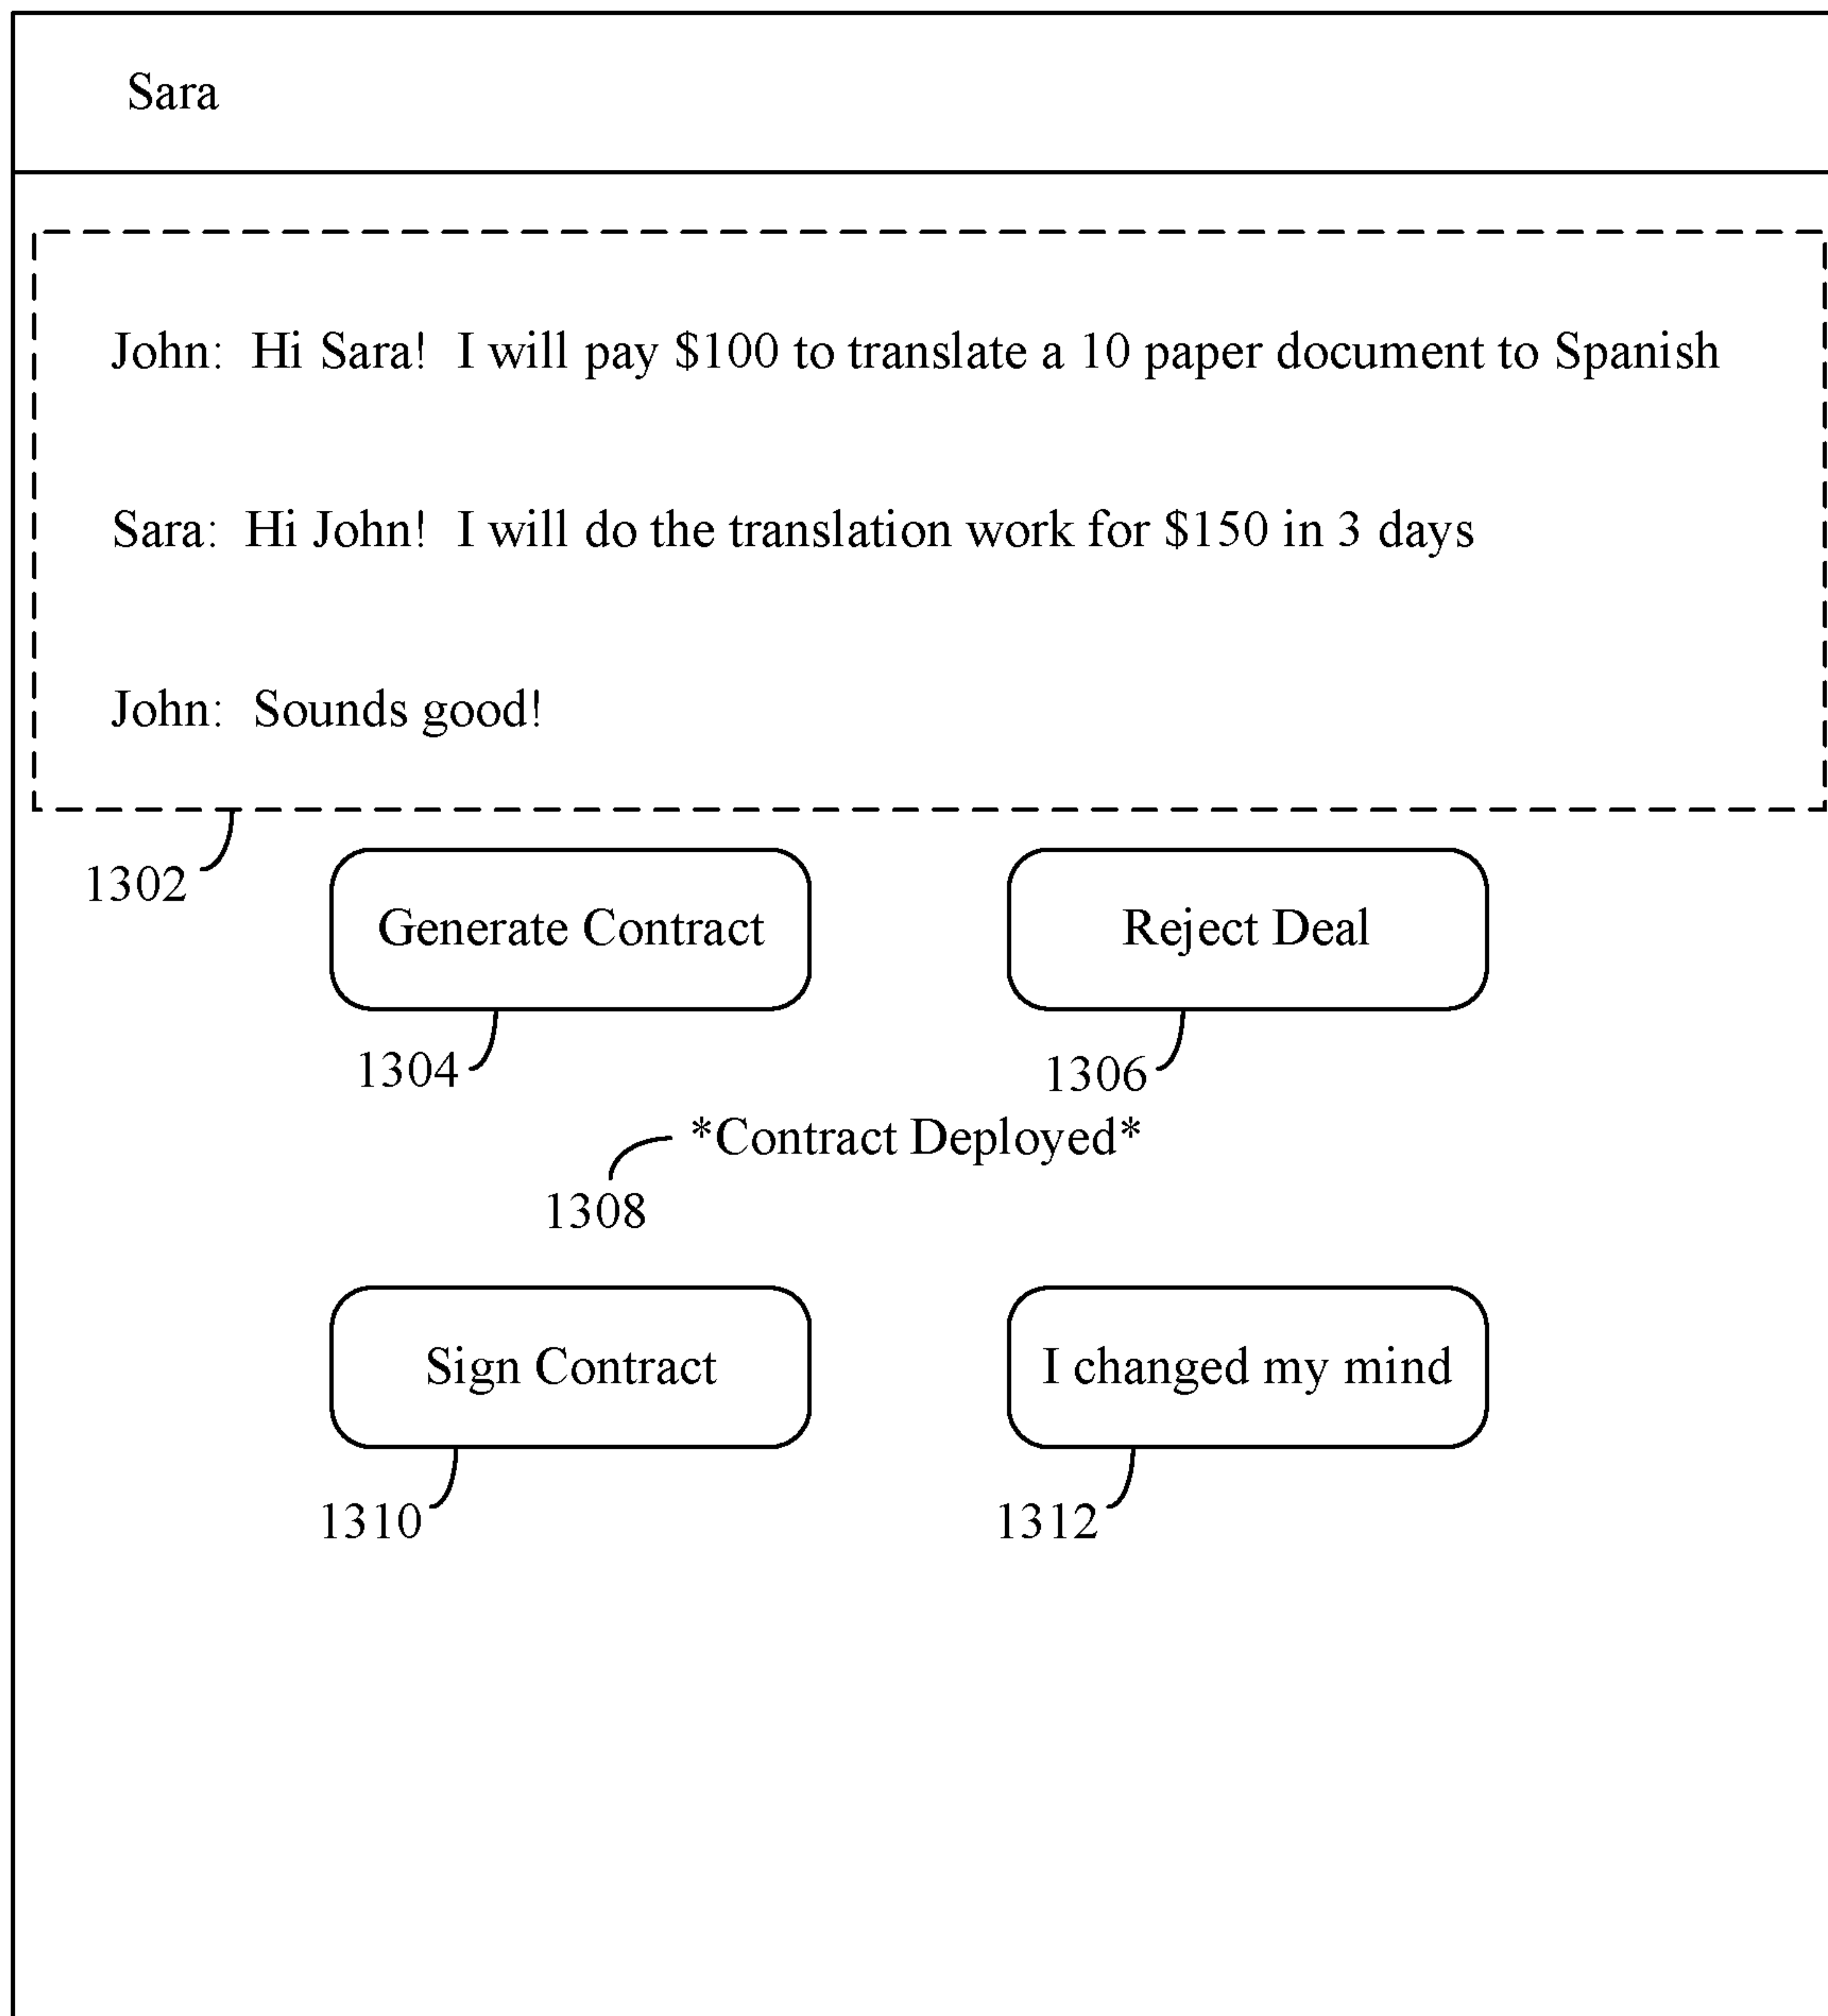 Sara
John: Hi Sara! I will pay $100 to translate a 10 paper document to Spanish
Sara: Hi John! I will do the translation work for $150 in 3 days
John: Sounds good!
1302
Generate Contract
Reject Deal
1304
1306
*Contract Deployed*
1308
Sign Contract
I changed my mind
1310
1312